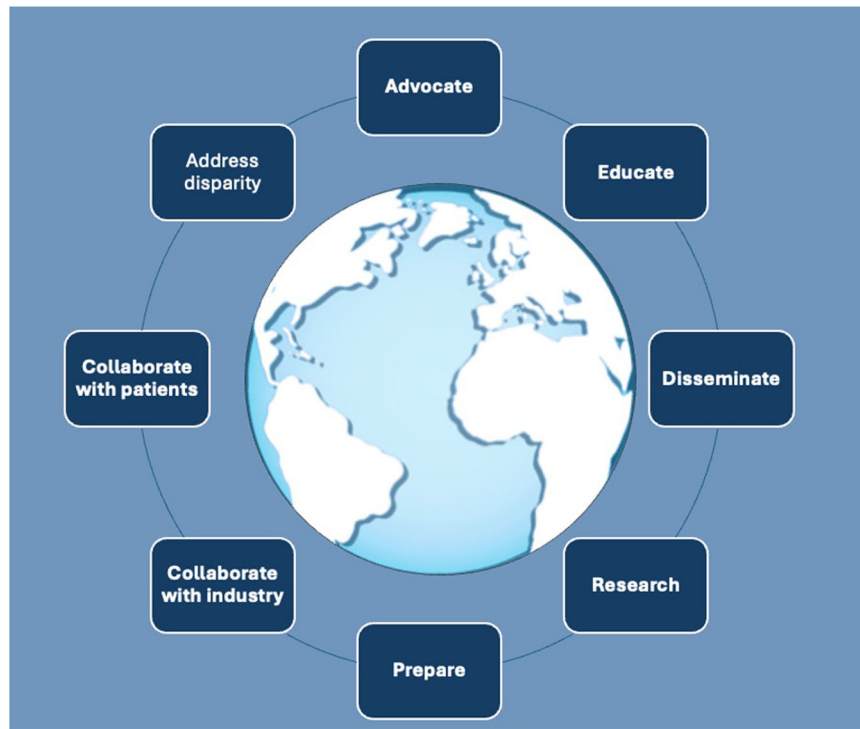 Advocate
Educate
Disseminate
Research
Prepare
Collaborate
with industry
Collaborate
with patients
Address
disparity